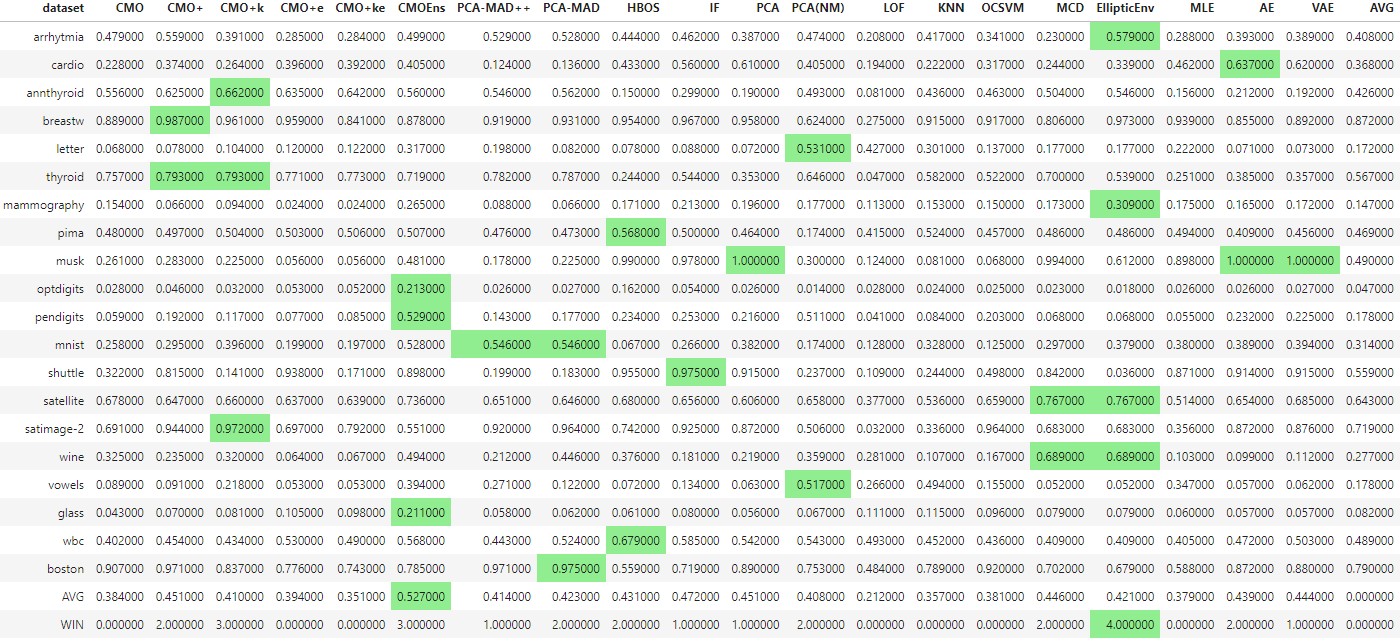 dataset CMO CMO+ CMO+k CMO+e CMO+ke CMOEns PCA-MAD++ PCA-MAD HBOS IF PCA PCA(NM) LOF KNN OCSVM MCD EllipticEnv MLE AE VAE AVG
arrhytmia 0.479000 0.559000 0.391000 0.285000 0.284000 0.499000 0.529000 0.528000 0.444000 0.462000 0.387000 0.474000 0.208000 0.417000 0.341000 0.230000 0.579000 0.288000 0.393000 0.389000 0.408000
cardio 0.228000 0.374000 0.264000 0.396000 0.392000 0.405000 0.124000 0.136000 0.433000 0.560000 0.610000 0.405000 0.194000 0.222000 0.317000 0.244000 0.339000 0.462000 0.637000 0.620000 0.368000
annthyroid 0.556000 0.625000 0.662000 0.635000 0.642000 0.560000 0.546000 0.562000 0.150000 0.299000 0.190000 0.493000 0.081000 0.436000 0.463000 0.504000 0.546000 0.156000 0.212000 0.192000 0.426000
breastw 0.889000 0.987000 0.961000 0.959000 0.841000 0.878000 0.919000 0.931000 0.954000 0.967000 0.958000 0.624000 0.275000 0.915000 0.917000 0.806000 0.973000 0.939000 0.855000 0.892000 0.872000
letter 0.068000 0.078000 0.104000 0.120000 0.122000 0.317000 0.198000 0.082000 0.078000 0.088000 0.072000 0.531000 0.427000 0.301000 0.137000 0.177000 0.177000 0.222000 0.071000 0.073000 0.172000
thyroid 0.757000 0.793000 0.793000 0.771000 0.773000 0.719000 0.782000 0.787000 0.244000 0.544000 0.353000 0.646000 0.047000 0.582000 0.522000 0.700000 0.539000 0.251000 0.385000 0.357000 0.567000
mammography 0.154000 0.066000 0.094000 0.024000 0.024000 0.265000 0.088000 0.066000 0.171000 0.213000 0.196000 0.177000 0.113000 0.153000 0.150000 0.173000 0.309000 0.175000 0.165000 0.172000 0.147000
pima 0.480000 0.497000 0.504000 0.503000 0.506000 0.507000 0.476000 0.473000 0.568000 0.500000 0.464000 0.174000 0.415000 0.524000 0.457000 0.486000 0.486000 0.494000 0.409000 0.456000 0.469000
musk 0.261000 0.283000 0.225000 0.056000 0.056000 0.481000 0.178000 0.225000 0.990000 0.978000 1.000000 0.300000 0.124000 0.081000 0.068000 0.994000 0.612000 0.898000 1.000000 1.000000 0.490000
optdigits 0.028000 0.046000 0.032000 0.053000 0.052000 0.213000 0.026000 0.027000 0.162000 0.054000 0.026000 0.014000 0.028000 0.024000 0.025000 0.023000 0.018000 0.026000 0.026000 0.027000 0.047000
pendigits 0.059000 0.192000 0.117000 0.077000 0.085000 0.529000 0.143000 0.177000 0.234000 0.253000 0.216000 0.511000 0.041000 0.084000 0.203000 0.068000 0.068000 0.055000 0.232000 0.225000 0.178000
mnist 0.258000 0.295000 0.396000 0.199000 0.197000 0.528000 0.546000 0.546000 0.067000 0.266000 0.382000 0.174000 0.128000 0.328000 0.125000 0.297000 0.379000 0.380000 0.389000 0.394000 0.314000
shuttle 0.322000 0.815000 0.141000 0.938000 0.171000 0.898000 0.199000 0.183000 0.955000 0.975000 0.915000 0.237000 0.109000 0.244000 0.498000 0.842000 0.036000 0.871000 0.914000 0.915000 0.559000
satellite 0.678000 0.647000 0.660000 0.637000 0.639000 0.736000 0.651000 0.646000 0.680000 0.656000 0.606000 0.658000 0.377000 0.536000 0.659000 0.767000 0.767000 0.514000 0.654000 0.685000 0.643000
satimage-2 0.691000 0.944000 0.972000 0.697000 0.792000 0.551000 0.920000 0.964000 0.742000 0.925000 0.872000 0.506000 0.032000 0.336000 0.964000 0.683000 0.683000 0.356000 0.872000 0.876000 0.719000
wine 0.325000 0.235000 0.320000 0.064000 0.067000 0.494000 0.212000 0.446000 0.376000 0.181000 0.219000 0.359000 0.281000 0.107000 0.167000 0.689000 0.689000 0.103000 0.099000 0.112000 0.277000
vowels 0.089000 0.091000 0.218000 0.053000 0.053000 0.394000 0.271000 0.122000 0.072000 0.134000 0.063000 0.517000 0.266000 0.494000 0.155000 0.052000 0.052000 0.347000 0.057000 0.062000 0.178000
glass 0.043000 0.070000 0.081000 0.105000 0.098000 0.211000 0.058000 0.062000 0.061000 0.080000 0.056000 0.067000 0.111000 0.115000 0.096000 0.079000 0.079000 0.060000 0.057000 0.057000 0.082000
wbc 0.402000 0.454000 0.434000 0.530000 0.490000 0.568000 0.443000 0.524000 0.679000 0.585000 0.542000 0.543000 0.493000 0.452000 0.436000 0.409000 0.409000 0.405000 0.472000 0.503000 0.489000
boston 0.907000 0.971000 0.837000 0.776000 0.743000 0.785000 0.971000 0.975000 0.559000 0.719000 0.890000 0.753000 0.484000 0.789000 0.920000 0.702000 0.679000 0.588000 0.872000 0.880000 0.790000
AVG 0.384000 0.451000 0.410000 0.394000 0.351000 0.527000 0.414000 0.423000 0.431000 0.472000 0.451000 0.408000 0.212000 0.357000 0.381000 0.446000 0.421000 0.379000 0.439000 0.444000 0.000000
WIN 0.000000 2.000000 3.000000 0.000000 0.000000 3.000000 1.000000 2.000000 2.000000 1.000000 1.000000 2.000000 0.000000 0.000000 0.000000 2.000000 4.000000 0.000000 2.000000 1.000000 0.000000